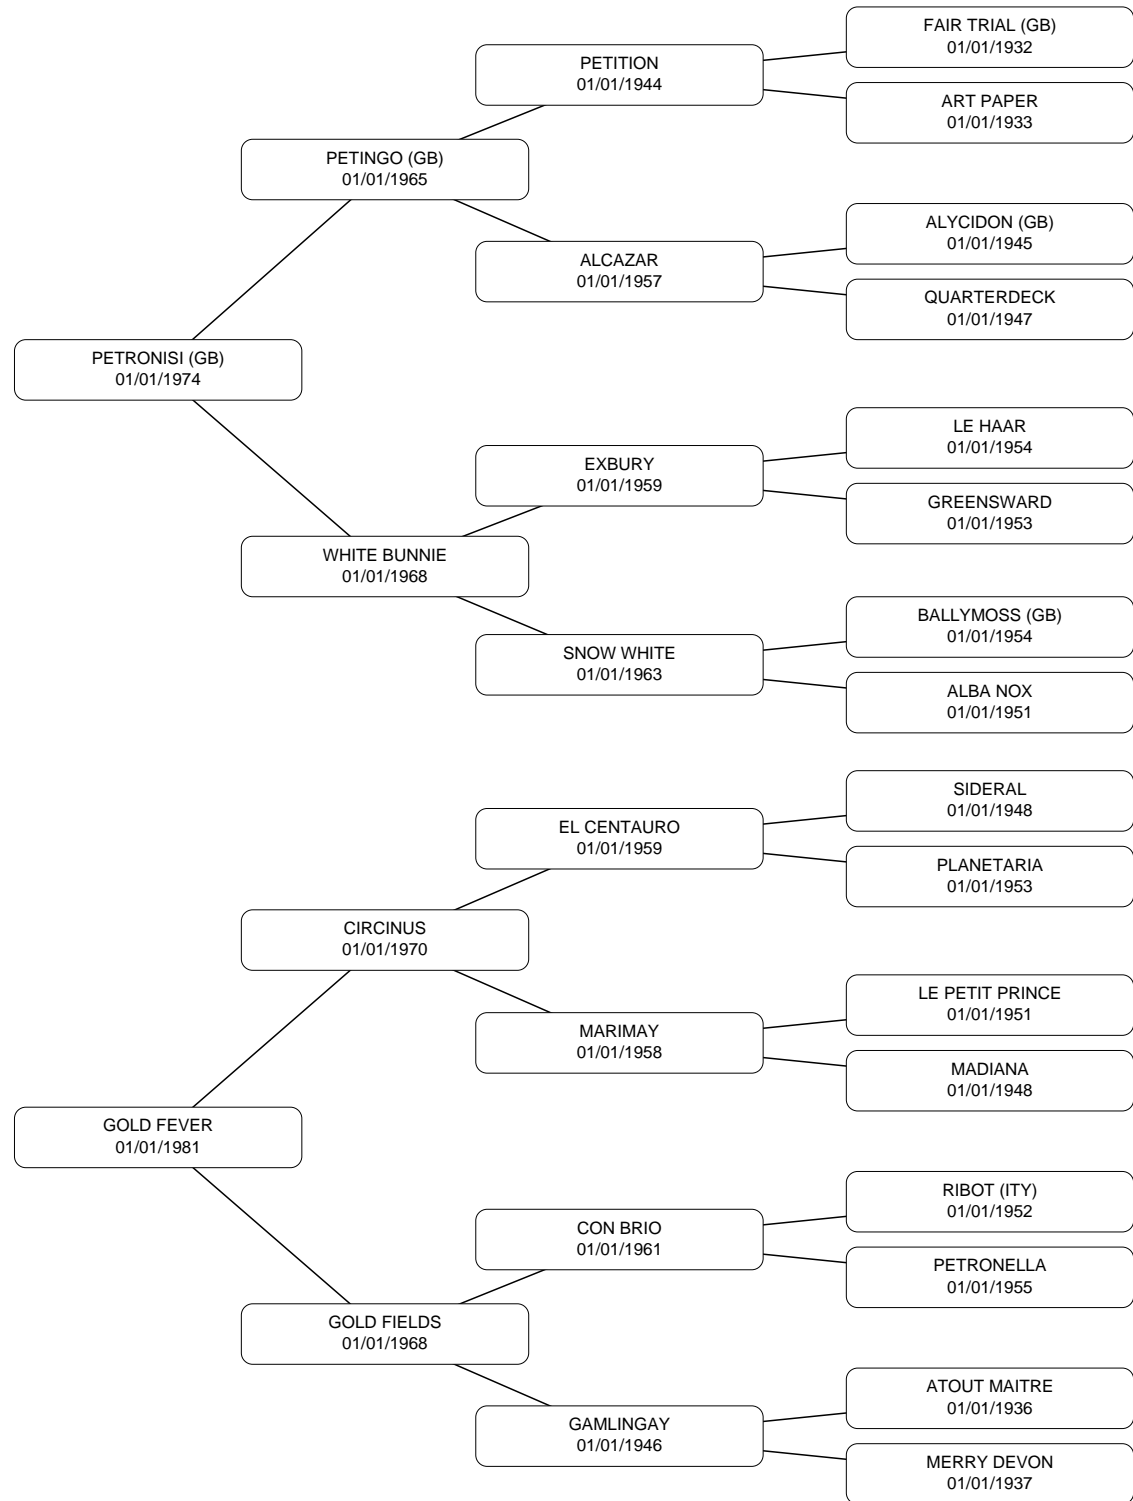 FAIR TRIAL (GB)
01/01/1932
PETITION
01/01/1944
ART PAPER
01/01/1933
PETINGO (GB)
01/01/1965
ALYCIDON (GB)
01/01/1945
ALCAZAR
01/01/1957
QUARTERDECK
01/01/1947
PETRONISI (GB)
01/01/1974
LE HAAR
01/01/1954
EXBURY
01/01/1959
GREENSWARD
01/01/1953
WHITE BUNNIE
01/01/1968
BALLYMOSS (GB)
01/01/1954
SNOW WHITE
01/01/1963
ALBA NOX
01/01/1951
SIDERAL
01/01/1948
EL CENTAURO
01/01/1959
PLANETARIA
01/01/1953
CIRCINUS
01/01/1970
LE PETIT PRINCE
01/01/1951
MARIMAY
01/01/1958
MADIANA
01/01/1948
GOLD FEVER
01/01/1981
RIBOT (ITY)
01/01/1952
CON BRIO
01/01/1961
PETRONELLA
01/01/1955
GOLD FIELDS
01/01/1968
ATOUT MAITRE
01/01/1936
GAMLINGAY
01/01/1946
MERRY DEVON
01/01/1937